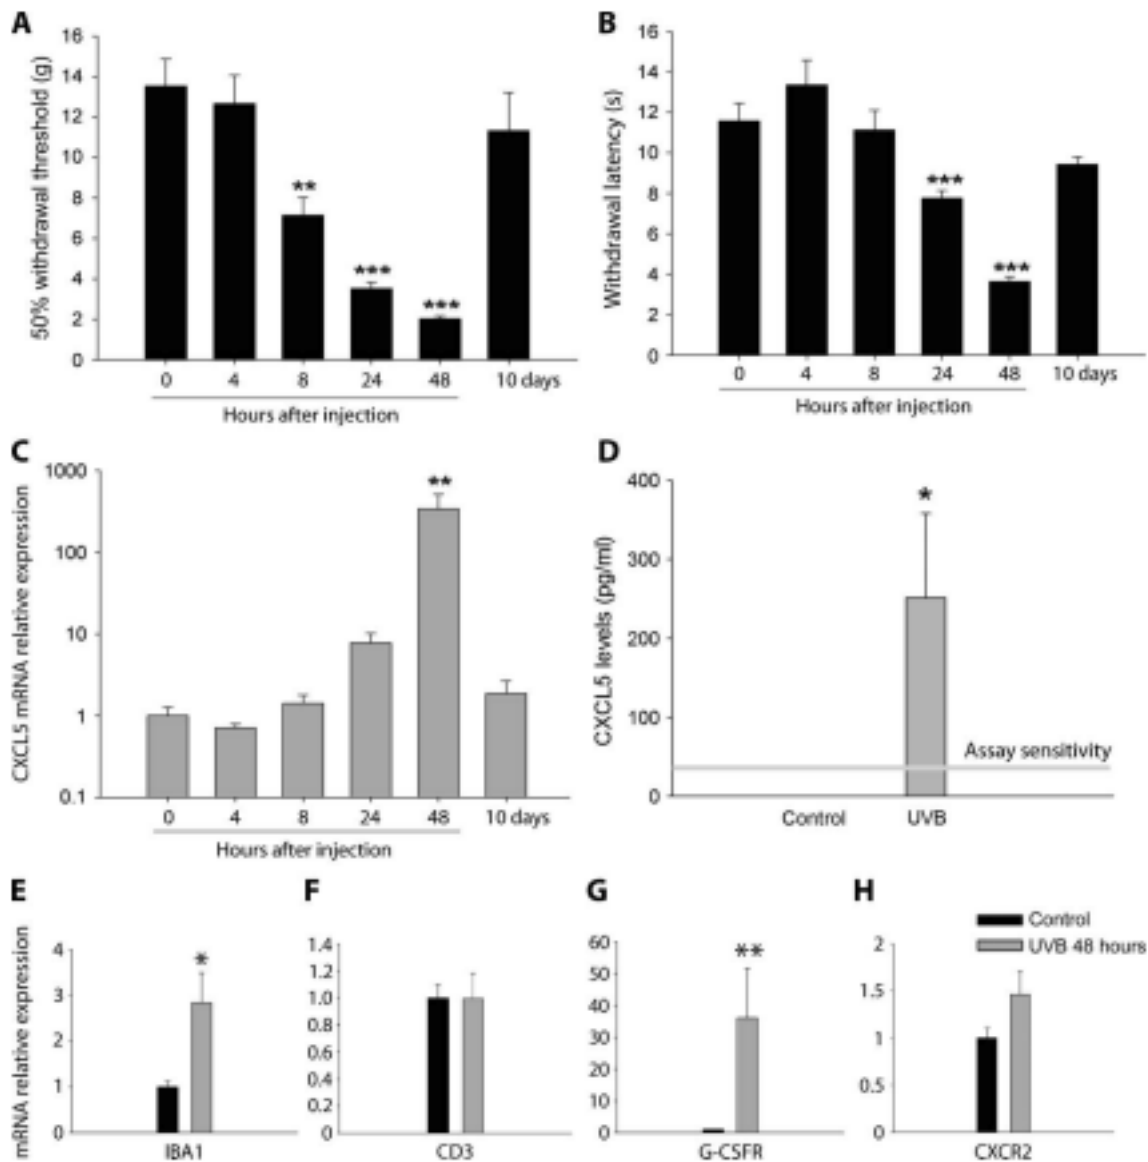 A
50% withdrawal threshold (g)
16
14
12
10
8
6
4
2
0
**
***
***
0 4 8 24 48 10 days
Hours after injection
B
Withdrawal latency (s)
16
14
12
10
8
6
4
2
0
***
***
0 4 8 24 48 10 days
Hours after injection
C
CXCL5 mRNA relative expression
1000
100
10
1
0.1
**
0 4 8 24 48 10 days
Hours after injection
D
CXCL5 levels (pg/ml)
400
300
200
100
0
*
Assay sensitivity
Control UVB
E
mRNA relative expression
4
3
2
1
0
*
IBA1
F
1.4
1.2
1.0
0.8
0.6
0.4
0.2
0
CD3
G
60
50
40
30
20
10
0
**
G-CSFR
H
Control
UVB 48 hours
2
1.5
1
0.5
0
CXCR2